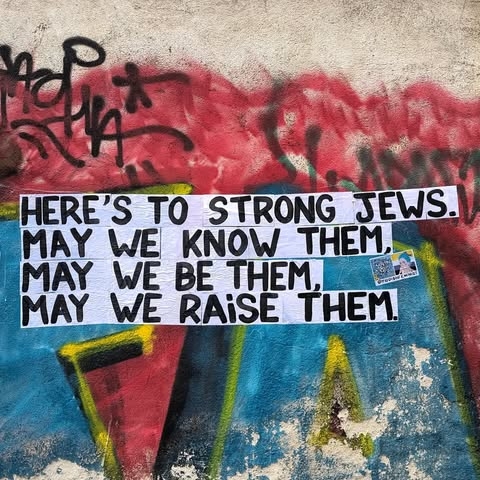 HERE'S TO STRONG JEWS.
MAY WE KNOW THEM,
MAY WE BE THEM,
MAY WE RAiSE THEM.